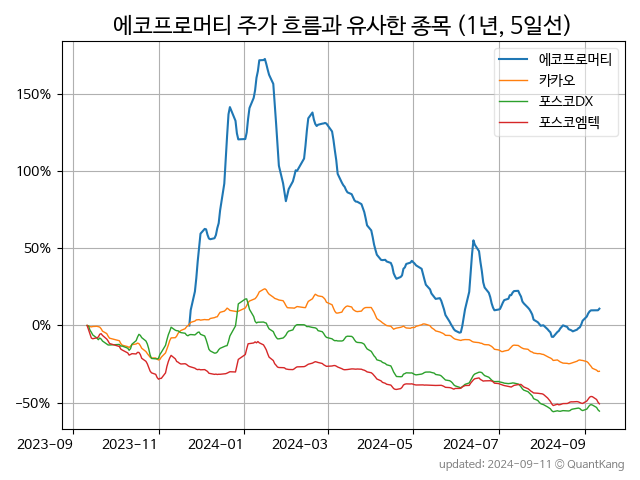 에코프로머티 주가 흐름과 유사한 종목 (1년, 5일선)
에코프로머티
카카오
포스코DX
포스코엠텍
150%
100%
50%
0%
−50%
2023-09 2023-11 2024-01 2024-03 2024-05 2024-07 2024-09
updated: 2024-09-11 © QuantKang